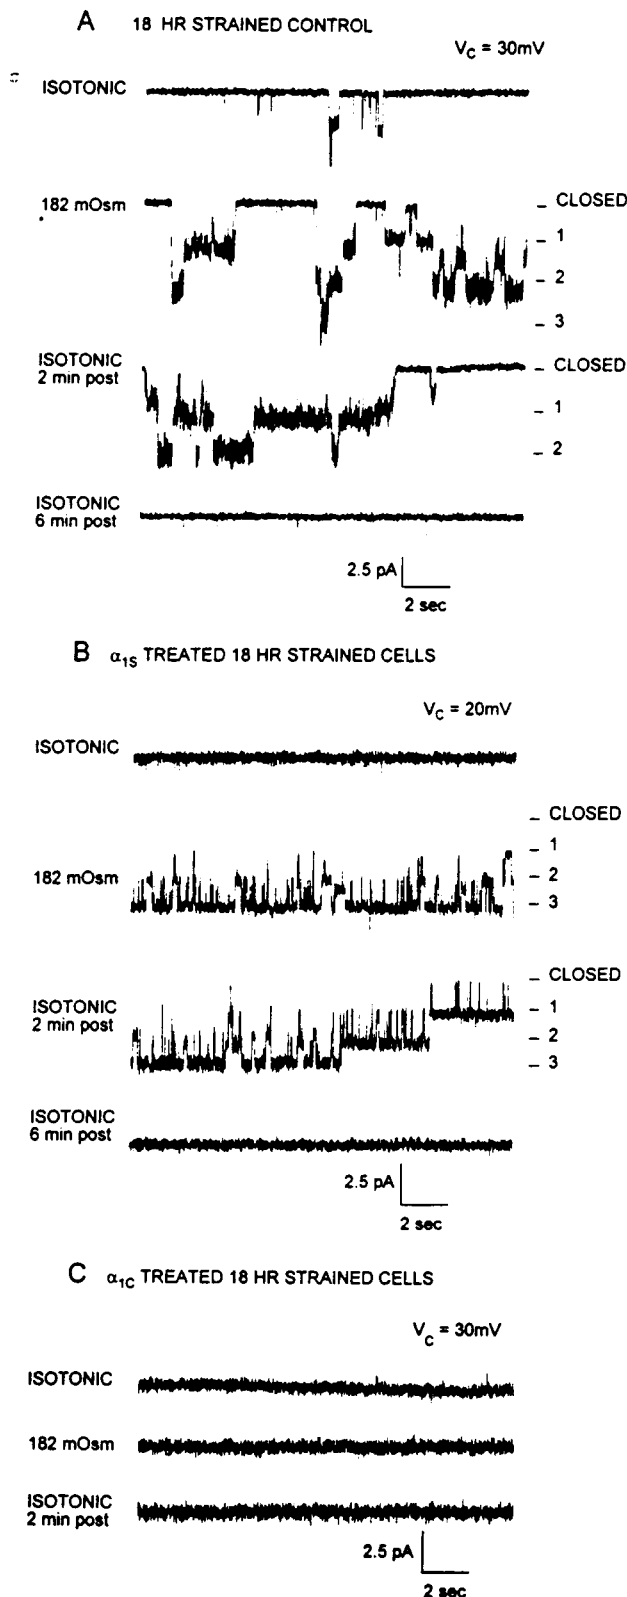 A 18 HR STRAINED CONTROL
V_C = 30mV
ISOTONIC
182 mOsm
CLOSED
1
2
3
ISOTONIC
2 min post
CLOSED
1
2
ISOTONIC
6 min post
2.5 pA
2 sec
B α1S TREATED 18 HR STRAINED CELLS
V_C = 20mV
ISOTONIC
CLOSED
1
182 mOsm
2
3
CLOSED
ISOTONIC
2 min post
1
2
3
ISOTONIC
6 min post
2.5 pA
2 sec
C α1C TREATED 18 HR STRAINED CELLS
V_C = 30mV
ISOTONIC
182 mOsm
ISOTONIC
2 min post
2.5 pA
2 sec